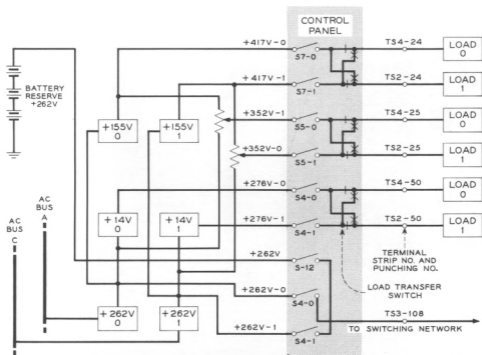 CONTROL
PANEL
+417V-0
S7-0
TS4-24
LOAD
0
+417V-1
S7-1
TS2-24
LOAD
1
BATTERY
RESERVE
+262V
+352V-1
S5-0
TS4-25
LOAD
0
+155V
0
+155V
1
+352V-0
S5-1
TS2-25
LOAD
1
+276V-0
S4-0
TS4-50
LOAD
0
AC
BUS
A
AC
BUS
C
+14V
0
+14V
1
+276V-1
S4-1
TS2-50
LOAD
1
+262V
S-12
TERMINAL
STRIP NO. AND
PUNCHING NO.
+262V-0
S4-0
LOAD TRANSFER
SWITCH
+262V
0
+262V
1
TS3-108
TO SWITCHING NETWORK
+262V-1
S4-1